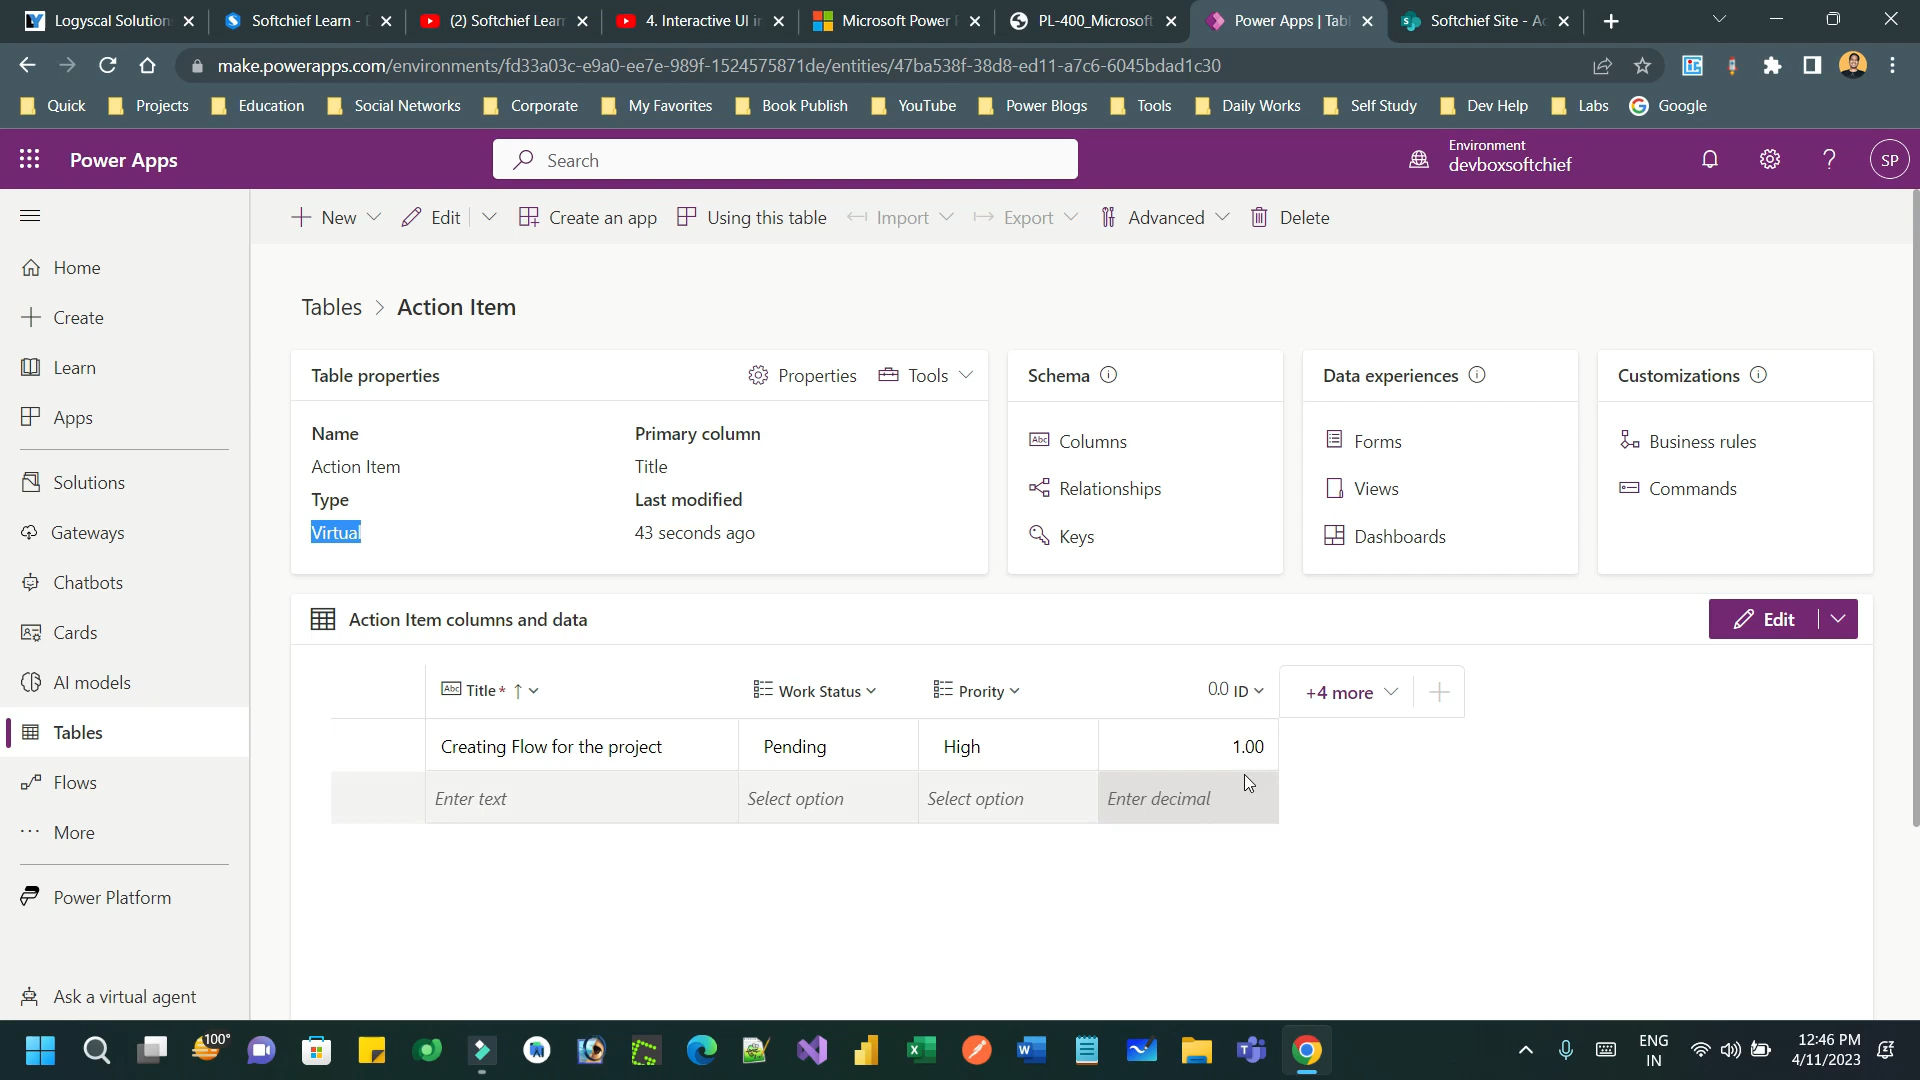 Logyscal Solution
Softchief Learn - D
(2) Softchief Lear
4. Interactive UI in
Microsoft Power
PL-400_Microsoft
Power Apps | Tabl
Softchief Site - Ac
make.powerapps.com/environments/fd33a03c-e9a0-ee7e-989f-1524575871de/entities/47ba538f-38d8-ed11-a7c6-6045bdad1c30
Quick
Projects
Education
Social Networks
Corporate
My Favorites
Book Publish
YouTube
Power Blogs
Tools
Daily Works
Self Study
Dev Help
Labs
Google
Power Apps
Search
Environment
devboxsoftchief
SP
New
Edit
Create an app
Using this table
Import
Export
Advanced
Delete
Home
Create
Learn
Apps
Solutions
Gateways
Chatbots
Cards
AI models
Tables
Flows
More
Power Platform
Ask a virtual agent
Tables > Action Item
Table properties
Properties
Tools
Name
Action Item
Type
Virtual
Primary column
Title
Last modified
43 seconds ago
Schema
Columns
Relationships
Keys
Data experiences
Forms
Views
Dashboards
Customizations
Business rules
Commands
Action Item columns and data
Edit
Abc Title * ↑
Work Status
Prority
0.0 ID
+4 more
Creating Flow for the project
Pending
High
1.00
Enter text
Select option
Select option
Enter decimal
100°
ENG
IN
12:46 PM
4/11/2023